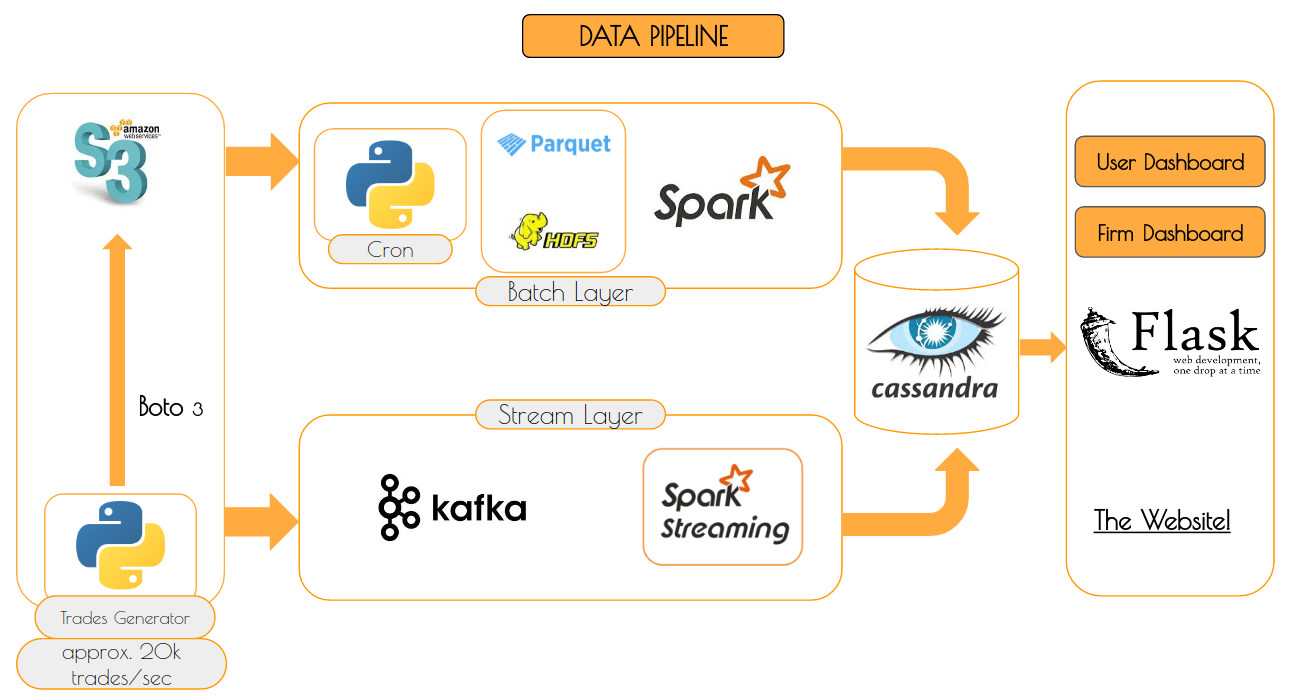 DATA PIPELINE
S3
amazon
webservices™
Boto 3
Trades Generator
approx. 20k
trades/sec
Cron
Parquet
HDFS
Spark
Batch Layer
Stream Layer
kafka
Spark
Streaming
cassandra
User Dashboard
Firm Dashboard
Flask
web development,
one drop at a time
The Website!